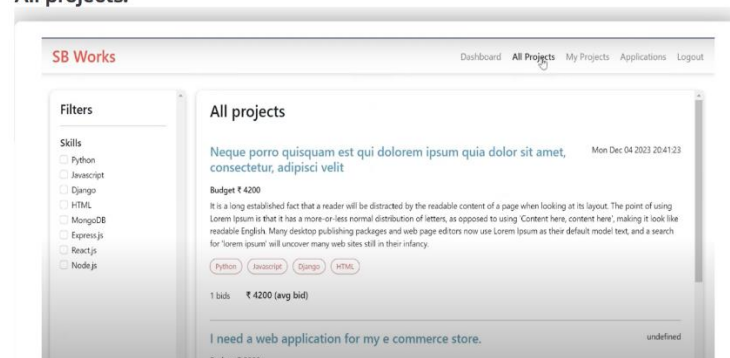 All projects.
SB Works
Dashboard All Projects My Projects Applications Logout
Filters
Skills
Python
Javascript
Django
HTML
MongoDB
Express.js
React.js
Node.js
All projects
Neque porro quisquam est qui dolorem ipsum quia dolor sit amet,
consectetur, adipisci velit
Mon Dec 04 2023 20:41:23
Budget ₹ 4200
It is a long established fact that a reader will be distracted by the readable content of a page when looking at its layout. The point of using
Lorem Ipsum is that it has a more-or-less normal distribution of letters, as opposed to using 'Content here, content here', making it look like
readable English. Many desktop publishing packages and web page editors now use Lorem Ipsum as their default model text, and a search
for 'lorem ipsum' will uncover many web sites still in their infancy.
Python Javascript Django HTML
1 bids ₹ 4200 (avg bid)
I need a web application for my e commerce store.
undefined